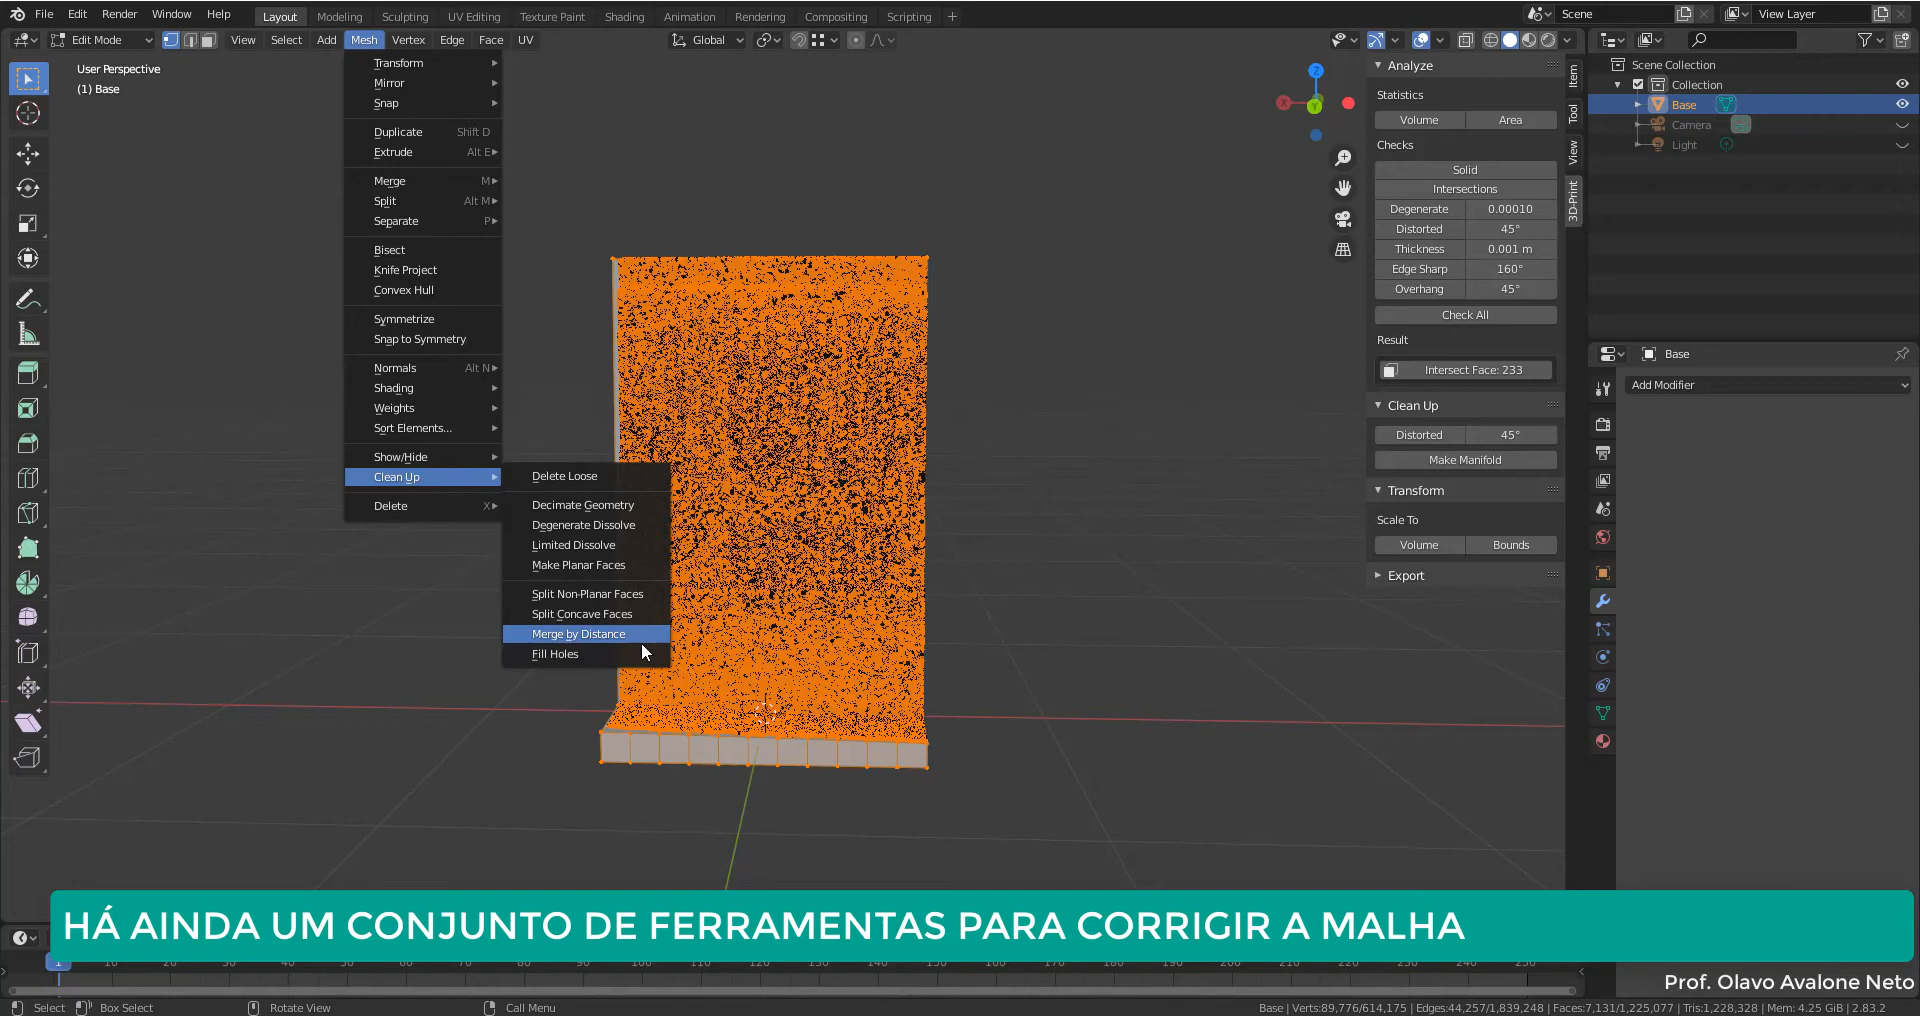 File Edit Render Window Help Layout Modeling Sculpting UV Editing Texture Paint Shading Animation Rendering Compositing Scripting + Scene View Layer
Edit Mode View Select Add Mesh Vertex Edge Face UV Global
User Perspective
(1) Base
Transform
Mirror
Snap
Duplicate Shift D
Extrude Alt E
Merge M
Split Alt M
Separate P
Bisect
Knife Project
Convex Hull
Symmetrize
Snap to Symmetry
Normals Alt N
Shading
Weights
Sort Elements...
Show/Hide
Clean Up
Delete X
Delete Loose
Decimate Geometry
Degenerate Dissolve
Limited Dissolve
Make Planar Faces
Split Non-Planar Faces
Split Concave Faces
Merge by Distance
Fill Holes
Z
X
Y
Analyze
Statistics
Volume Area
Checks
Solid
Intersections
Degenerate 0.00010
Distorted 45°
Thickness 0.001 m
Edge Sharp 160°
Overhang 45°
Check All
Result
Intersect Face: 233
Clean Up
Distorted 45°
Make Manifold
Transform
Scale To
Volume Bounds
Export
Item
Tool
View
3D-Print
Scene Collection
Collection
Base
Camera
Light
Base
Add Modifier
HÁ AINDA UM CONJUNTO DE FERRAMENTAS PARA CORRIGIR A MALHA
Prof. Olavo Avalone Neto
Select Box Select Rotate View Call Menu Base | Verts:89,776/614,175 | Edges:44,257/1,839,248 | Faces:7,131/1,225,077 | Tris:1,228,328 | Mem: 4.25 GiB | 2.83.2